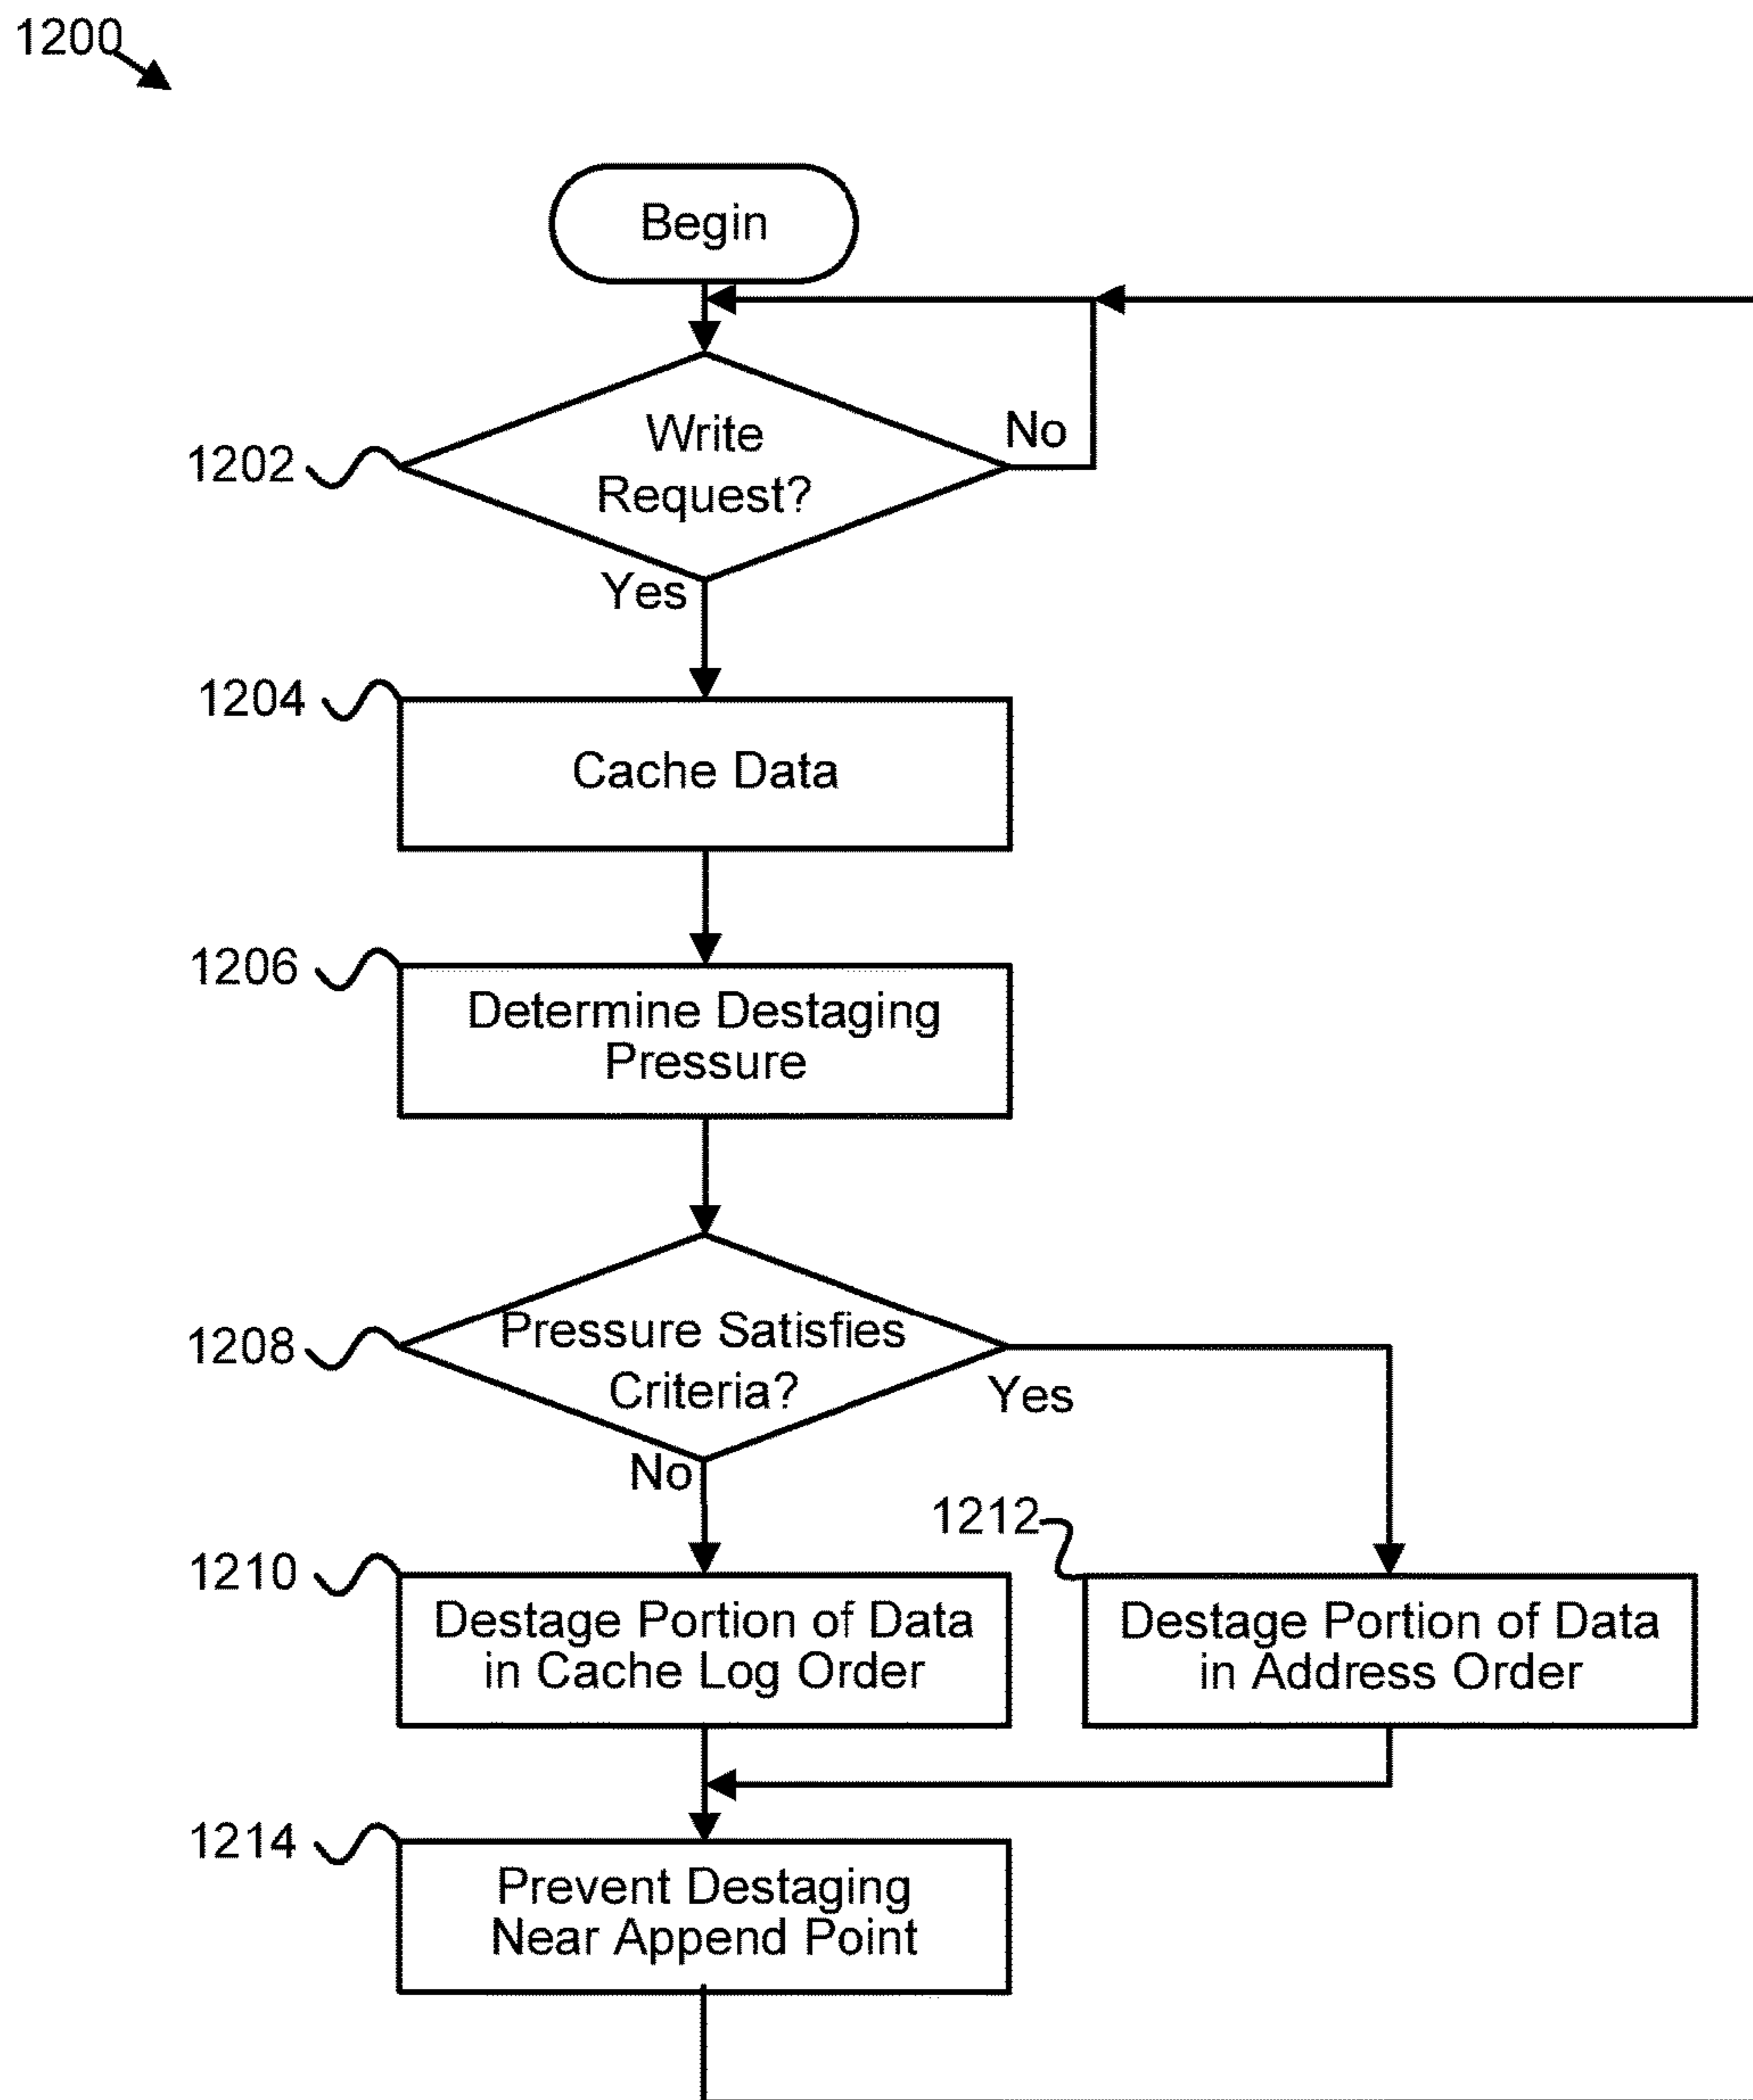 1200
Begin
Write
Request?
No
1202
Yes
1204
Cache Data
1206
Determine Destaging
Pressure
1208
Pressure Satisfies
Criteria?
Yes
No
1212
1210
Destage Portion of Data
in Cache Log Order
Destage Portion of Data
in Address Order
1214
Prevent Destaging
Near Append Point